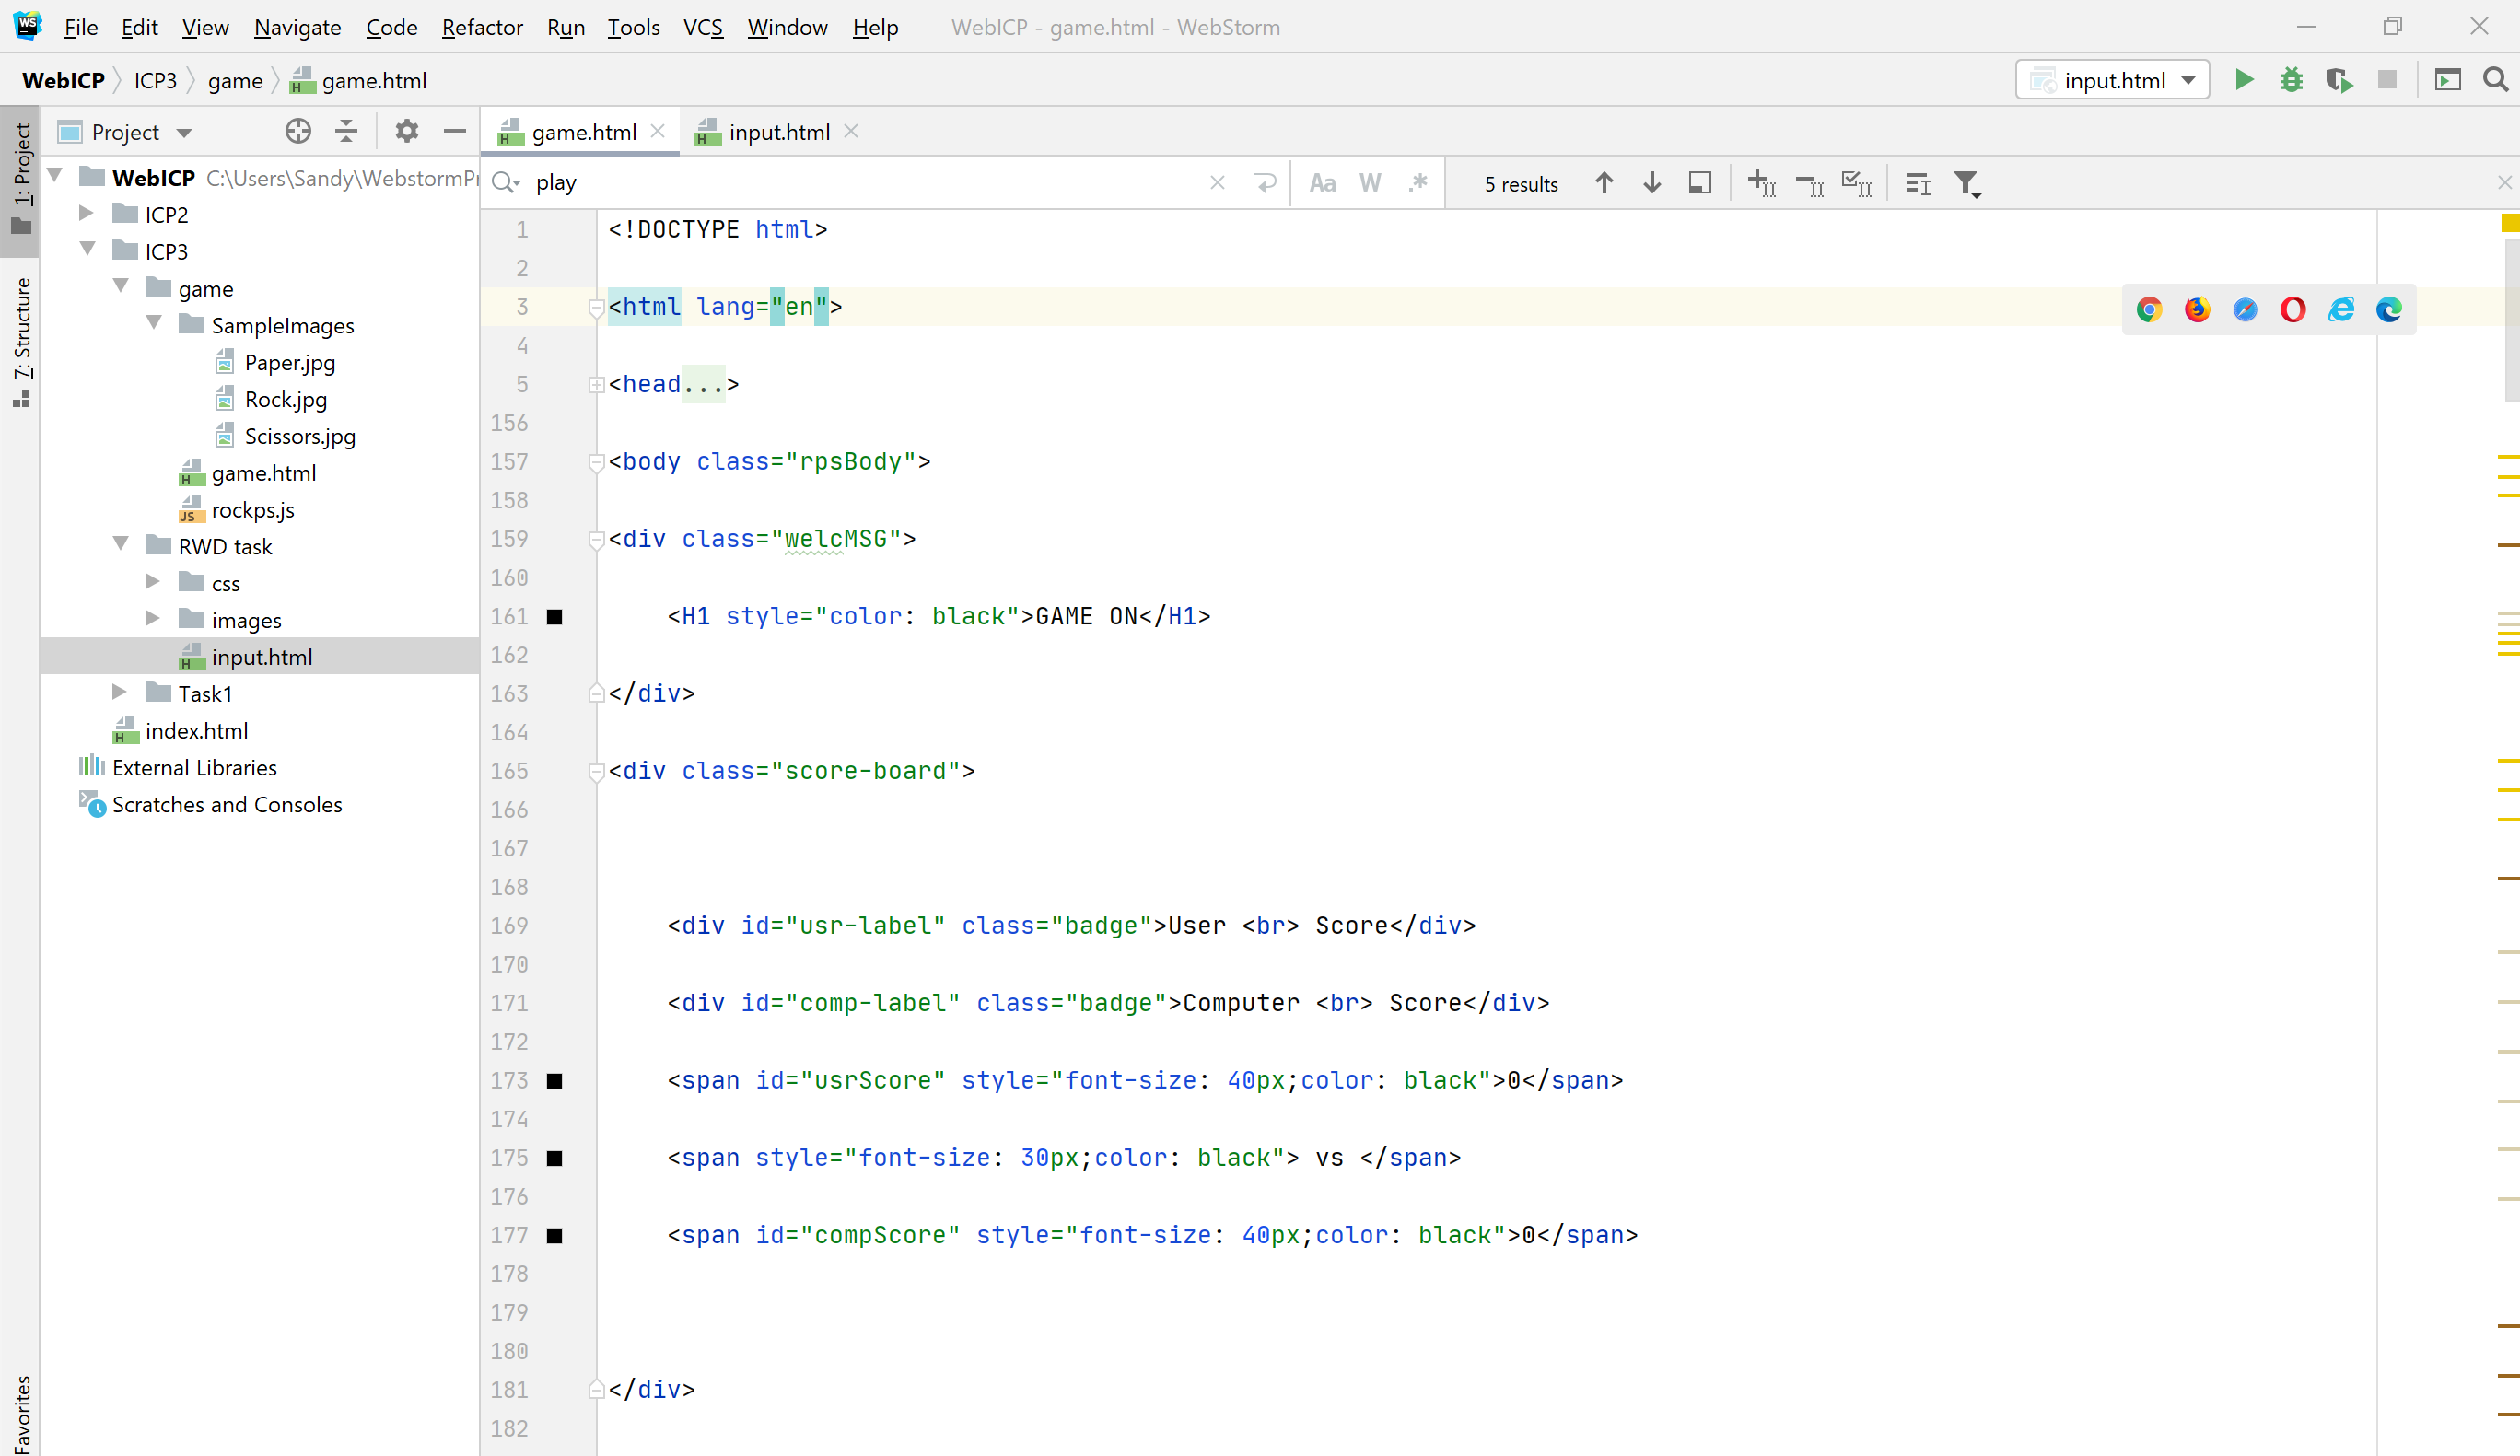 WS File Edit View Navigate Code Refactor Run Tools VCS Window Help WebICP - game.html - WebStorm
WebICP ICP3 game game.html input.html
1: Project
7: Structure
Favorites
Project
WebICP C:\Users\Sandy\WebstormPr
ICP2
ICP3
game
SampleImages
Paper.jpg
Rock.jpg
Scissors.jpg
game.html
rockps.js
RWD task
css
images
input.html
Task1
index.html
External Libraries
Scratches and Consoles
game.html input.html
play Aa W .* 5 results
1 <!DOCTYPE html>
2
3 <html lang="en">
4
5 <head...>
156
157 <body class="rpsBody">
158
159 <div class="welcMSG">
160
161 <H1 style="color: black">GAME ON</H1>
162
163 </div>
164
165 <div class="score-board">
166
167
168
169 <div id="usr-label" class="badge">User <br> Score</div>
170
171 <div id="comp-label" class="badge">Computer <br> Score</div>
172
173 <span id="usrScore" style="font-size: 40px;color: black">0</span>
174
175 <span style="font-size: 30px;color: black"> vs </span>
176
177 <span id="compScore" style="font-size: 40px;color: black">0</span>
178
179
180
181 </div>
182